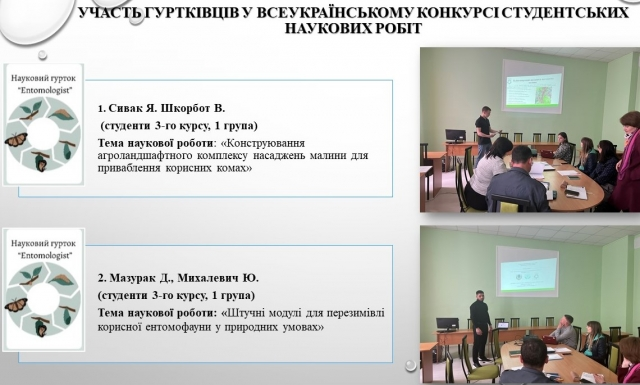 УЧАСТЬ ГУРТКІВЦІВ У ВСЕУКРАЇНСЬКОМУ КОНКУРСІ СТУДЕНТСЬКИХ
НАУКОВИХ РОБІТ
Науковий гурток
"Entomologist"
1. Сивак Я. Шкорбот В.
(студенти 3-го курсу, 1 група)
Тема наукової роботи: «Конструювання
агроландшафтного комплексу насаджень малини для
приваблення корисних комах»
Науковий гурток
"Entomologist"
2. Мазурак Д., Михалевич Ю.
(студенти 3-го курсу, 1 група)
Тема наукової роботи: «Штучні модулі для перезимівлі
корисної ентомофауни у природних умовах»